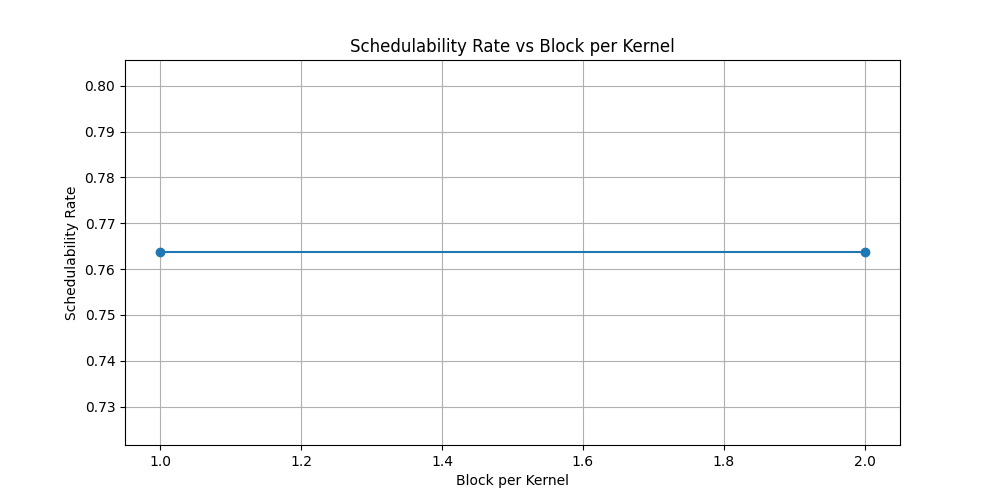 Schedulability Rate vs Block per Kernel
0.80
0.79
0.78
0.77
0.76
0.75
0.74
0.73
Schedulability Rate
1.0 1.2 1.4 1.6 1.8 2.0
Block per Kernel